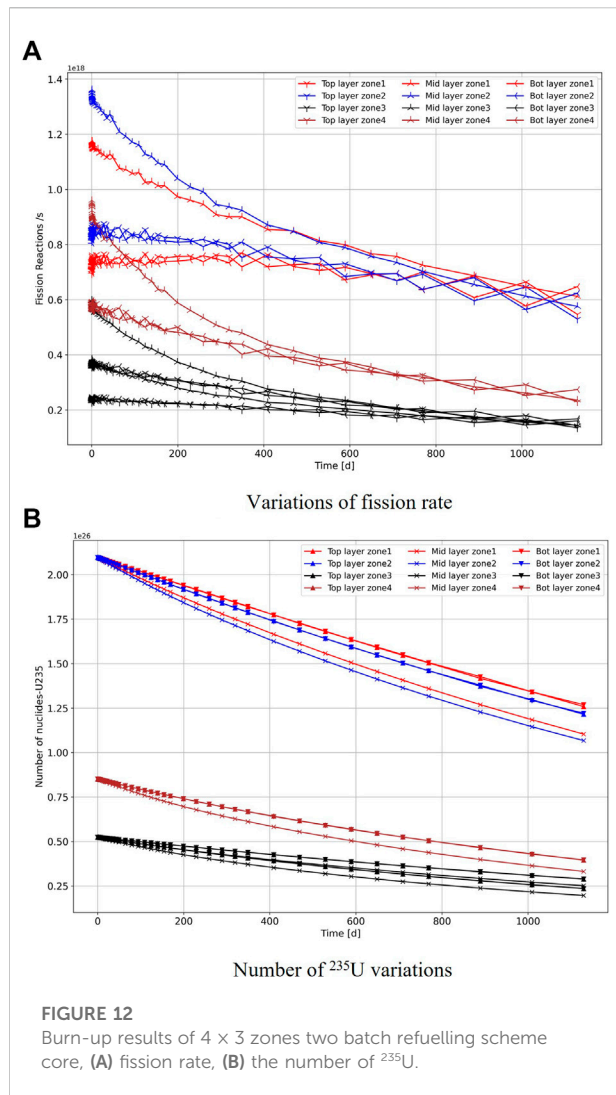 A
1e18
1.4
1.2
1.0
0.8
0.6
0.4
0.2
Fission Reactions /s
Top layer zone1 Mid layer zone1 Bot layer zone1
Top layer zone2 Mid layer zone2 Bot layer zone2
Top layer zone3 Mid layer zone3 Bot layer zone3
Top layer zone4 Mid layer zone4 Bot layer zone4
0 200 400 600 800 1000
Time [d]
Variations of fission rate
B
1e26
2.00
1.75
1.50
1.25
1.00
0.75
0.50
0.25
Number of nuclides-U235
Top layer zone1 Mid layer zone1 Bot layer zone1
Top layer zone2 Mid layer zone2 Bot layer zone2
Top layer zone3 Mid layer zone3 Bot layer zone3
Top layer zone4 Mid layer zone4 Bot layer zone4
0 200 400 600 800 1000
Time [d]
Number of ²³⁵U variations
FIGURE 12
Burn-up results of 4 × 3 zones two batch refuelling scheme
core, (A) fission rate, (B) the number of ²³⁵U.